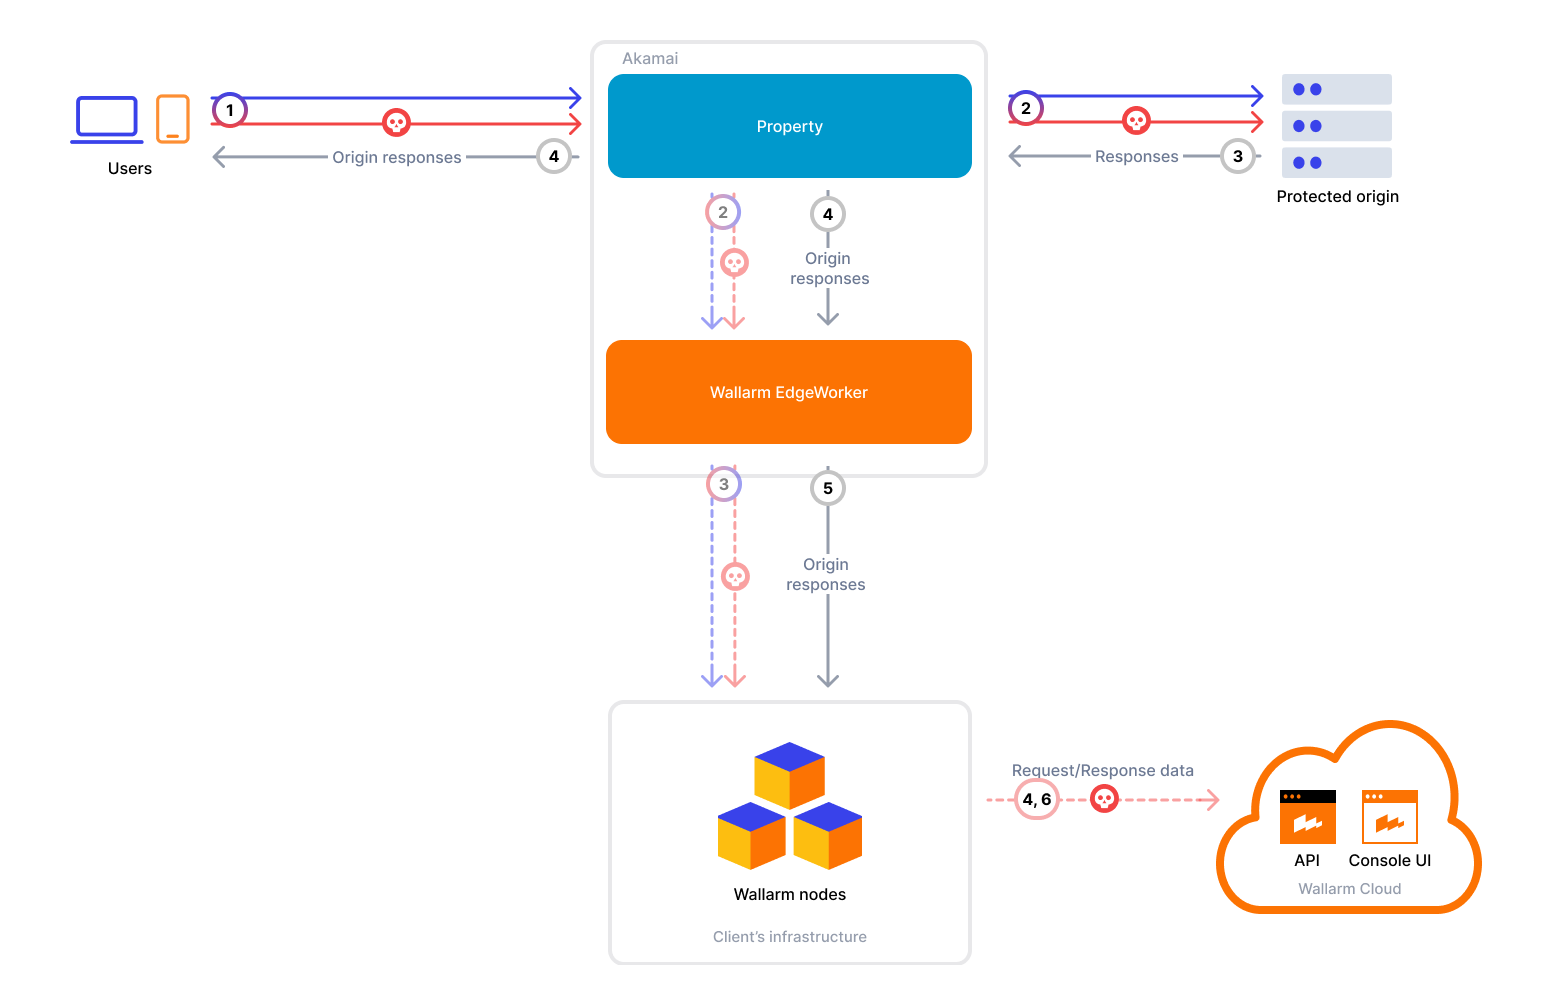 Akamai
Property
1
Origin responses
4
Users
2
Responses
3
Protected origin
2
4
Origin
responses
Wallarm EdgeWorker
3
5
Origin
responses
Wallarm nodes
Client's infrastructure
Request/Response data
4, 6
API
Console UI
Wallarm Cloud